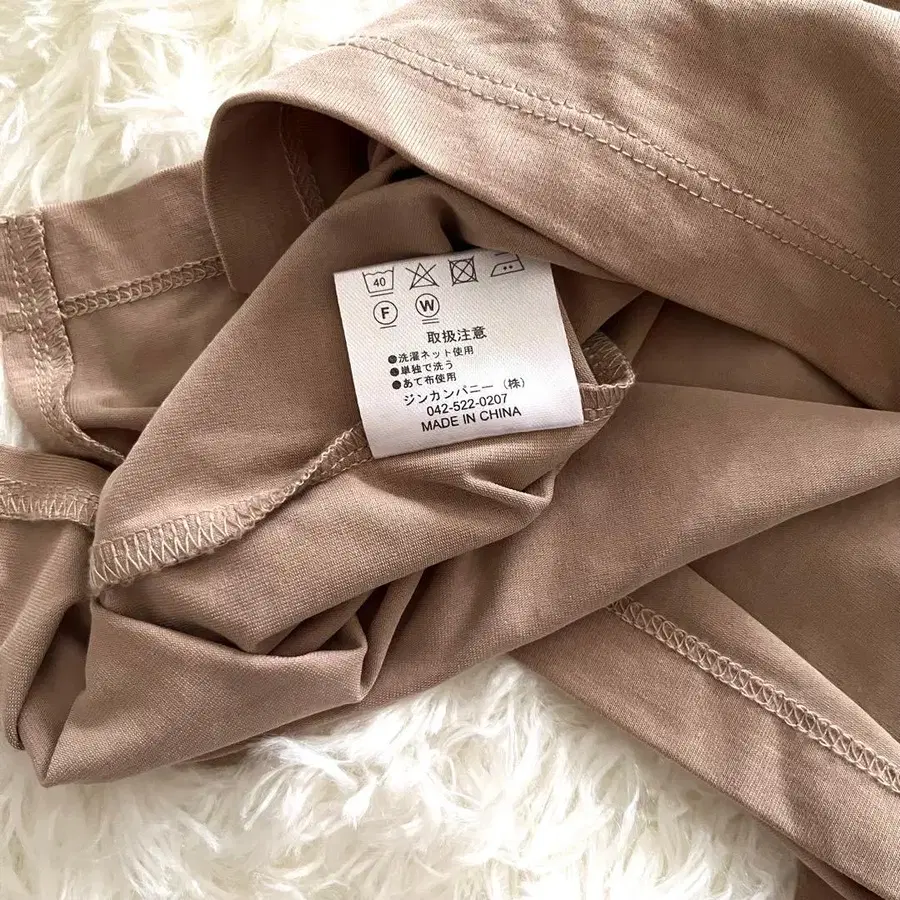 40
F W
取扱注意
●洗濯ネット使用
●単独で洗う
●あて布使用
ジンカンパニー（株）
042-522-0207
MADE IN CHINA